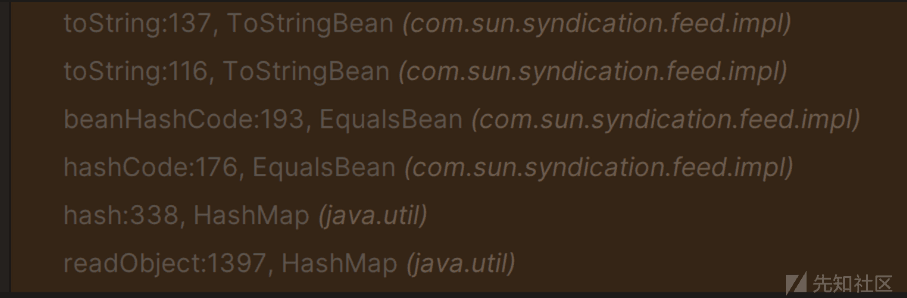 toString:137, ToStringBean (com.sun.syndication.feed.impl)
toString:116, ToStringBean (com.sun.syndication.feed.impl)
beanHashCode:193, EqualsBean (com.sun.syndication.feed.impl)
hashCode:176, EqualsBean (com.sun.syndication.feed.impl)
hash:338, HashMap (java.util)
readObject:1397, HashMap (java.util)
先知社区